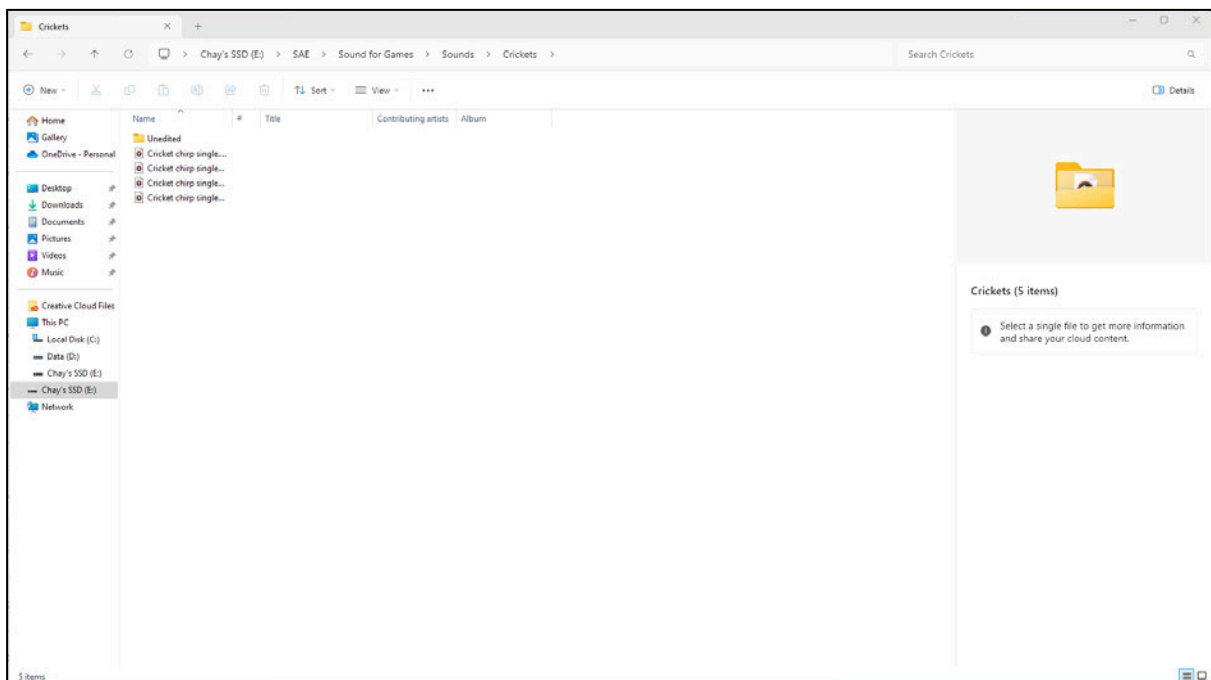 Crickets
Chay's SSD (E:) > SAE > Sound for Games > Sounds > Crickets >
Search Crickets
New
Sort
View
...
Details
Home
Gallery
OneDrive - Personal
Desktop
Downloads
Documents
Pictures
Videos
Music
Creative Cloud Files
This PC
Local Disk (C:)
Data (D:)
Chay's SSD (E:)
Chay's SSD (E:)
Network
Name # Title Contributing artists Album
Unedited
Cricket chirp single....
Cricket chirp single...
Cricket chirp single...
Cricket chirp single...
Crickets (5 items)
Select a single file to get more information
and share your cloud content.
5 items